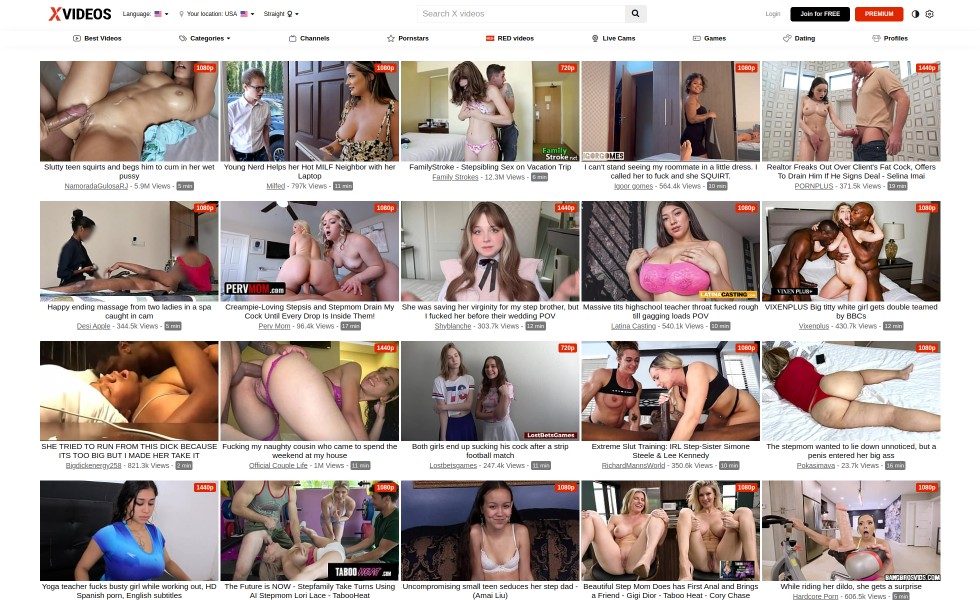 XVIDEOS
Language:
Your location: USA
Straight
Search X videos
Login
Join for FREE
PREMIUM
Best Videos
Categories
Channels
Pornstars
RED videos
Live Cams
Games
Dating
Profiles
1080p
Slutty teen squirts and begs him to cum in her wet
pussy
NamoradaGulosaRJ - 5.9M Views - 5 min
1080p
Young Nerd Helps her Hot MILF Neighbor with her
Laptop
Milfed - 797k Views - 11 min
720p
Family
Stroke.net
FamilyStroke - Stepsibling Sex on Vacation Trip
Family Strokes - 12.3M Views - 6 min
1080p
IGORGOMES
I can't stand seeing my roommate in a little dress. I
called her to fuck and she SQUIRT.
Igoor gomes - 564.4k Views - 10 min
1440p
Realtor Freaks Out Over Client's Fat Cock, Offers
To Drain Him If He Signs Deal - Selina Imai
PORNPLUS - 371.5k Views - 19 min
1080p
Happy ending massage from two ladies in a spa
caught in cam
Desi Apple - 344.5k Views - 5 min
1080p
PERVMOM.com
Creampie-Loving Stepsis and Stepmom Drain My
Cock Until Every Drop Is Inside Them!
Perv Mom - 96.4k Views - 17 min
1440p
She was saving her virginity for my step brother, but
I fucked her before their wedding POV
Shyblanche - 303.7k Views - 12 min
1080p
LATINACASTING
Massive tits highschool teacher throat fucked rough
till gagging loads POV
Latina Casting - 540.1k Views - 10 min
1080p
VIXEN PLUS+
VIXENPLUS Big titty white girl gets double teamed
by BBCs
Vixenplus - 430.7k Views - 12 min
SHE TRIED TO RUN FROM THIS DICK BECAUSE
ITS TOO BIG BUT I MADE HER TAKE IT
Bigdickenergy258 - 821.3k Views - 2 min
1440p
Fucking my naughty cousin who came to spend the
weekend at my house
Official Couple Life - 1M Views - 11 min
720p
LostBetsGames
Both girls end up sucking his cock after a strip
football match
Lostbetsgames - 247.4k Views - 11 min
1080p
Extreme Slut Training: IRL Step-Sister Simone
Steele & Lee Kennedy
RichardMannsWorld - 350.6k Views - 10 min
1080p
The stepmom wanted to lie down unnoticed, but a
penis entered her big ass
Pokasimaya - 23.7k Views - 16 min
1440p
Yoga teacher fucks busty girl while working out, HD
Spanish porn, English subtitles
1080p
TABOO HEAT.com
The Future is NOW - Stepfamily Take Turns Using
AI Stepmom Lori Lace - TabooHeat
1080p
Uncompromising small teen seduces her step dad -
(Amai Liu)
1080p
Beautiful Step Mom Does has First Anal and Brings
a Friend - Gigi Dior - Taboo Heat - Cory Chase
1080p
BANGBROSVIDS.COM
While riding her dildo, she gets a surprise
Hardcore Porn - 606.5k Views - 5 min